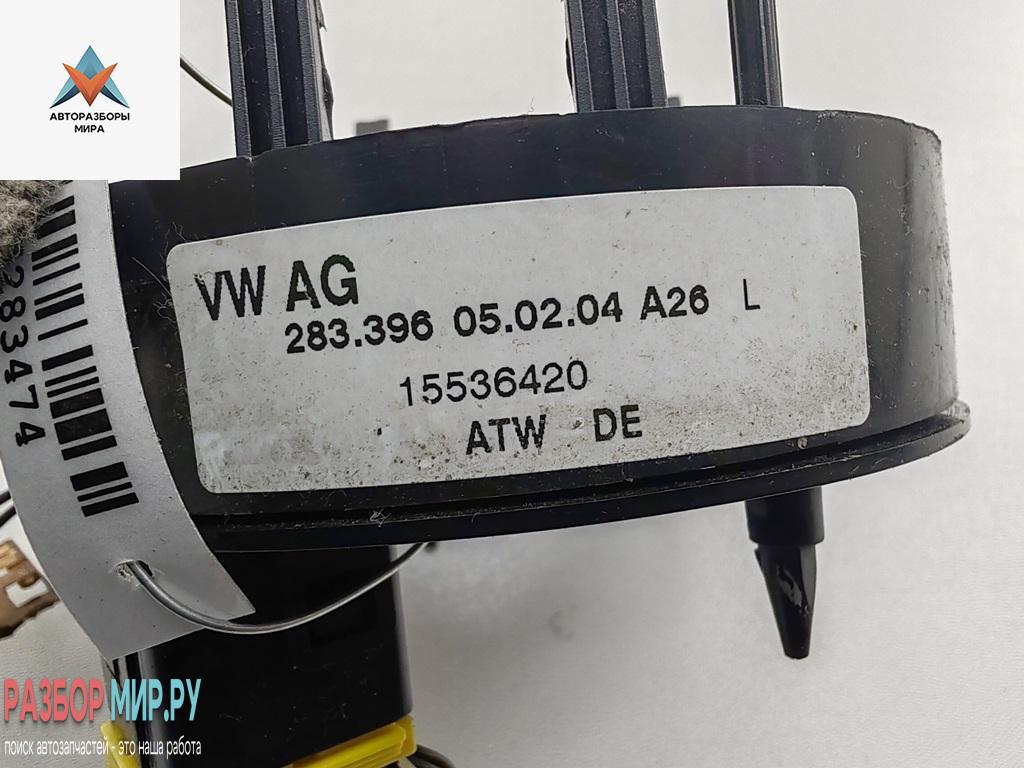 АВТОРАЗБОРЫ
МИРА
VW AG
283.396 05.02.04 A26 L
15536420
ATW DE
283474
РАЗБОР МИР.РУ
поиск автозапчастей - это наша работа